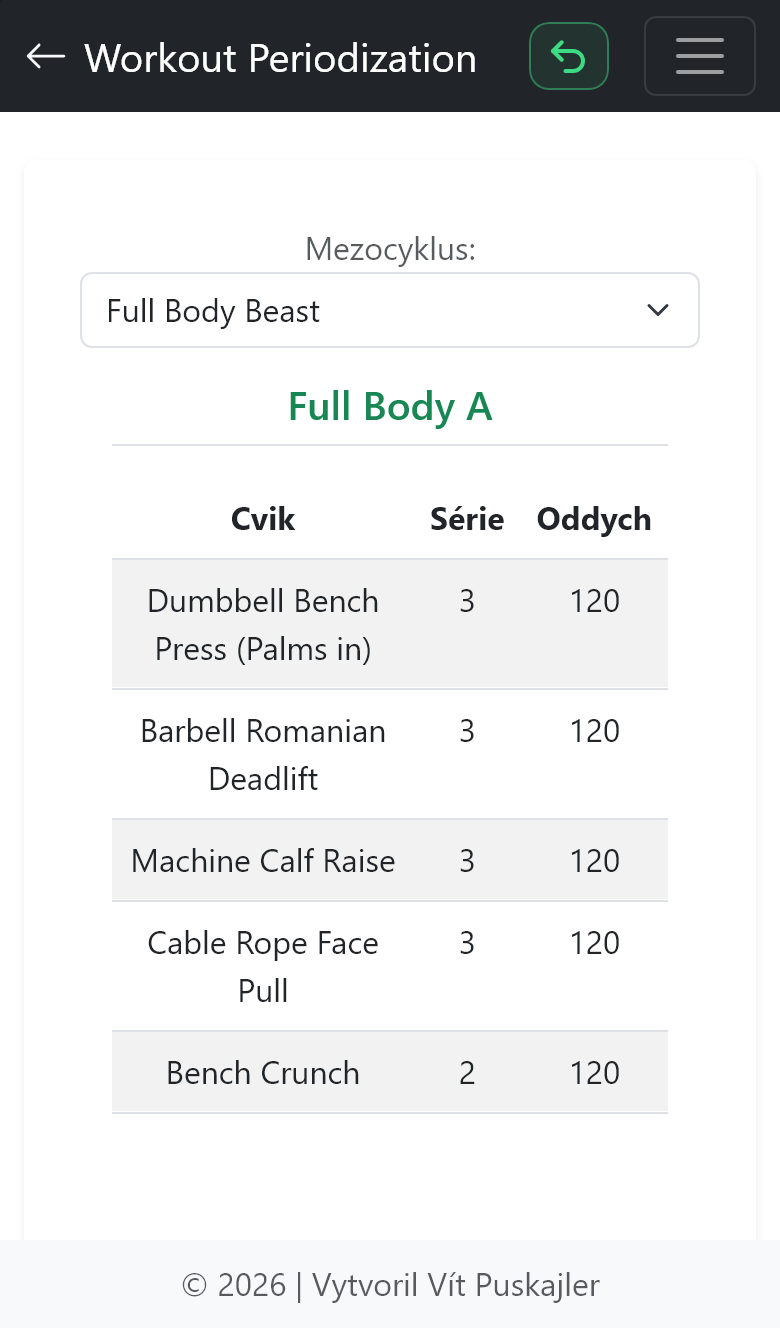 Workout Periodization
Mezocyklus:
Full Body Beast
Full Body A
Cvik Série Oddych
Dumbbell Bench 3 120
Press (Palms in)
Barbell Romanian 3 120
Deadlift
Machine Calf Raise 3 120
Cable Rope Face 3 120
Pull
Bench Crunch 2 120
© 2026 | Vytvoril Vít Puskajler